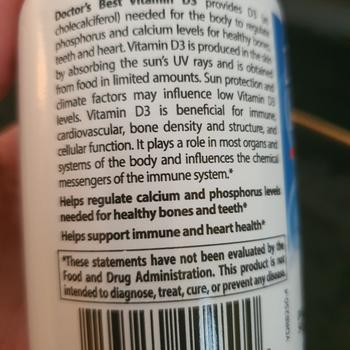 Doctor's Best Vitamin D3 provides D3 (as
cholecalciferol) needed for the body to regulate
phosphorus and calcium levels for healthy bones,
teeth and heart. Vitamin D3 is produced in the skin
by absorbing the sun's UV rays and is obtained
from food in limited amounts. Sun protection and
climate factors may influence low Vitamin D3
levels. Vitamin D3 is beneficial for immune,
cardiovascular, bone density and structure, and
cellular function. It plays a role in most organs and
systems of the body and influences the chemical
messengers of the immune system.*
Helps regulate calcium and phosphorus levels
needed for healthy bones and teeth*
Helps support immune and heart health*
*These statements have not been evaluated by the
Food and Drug Administration. This product is not
intended to diagnose, treat, cure, or prevent any disease.